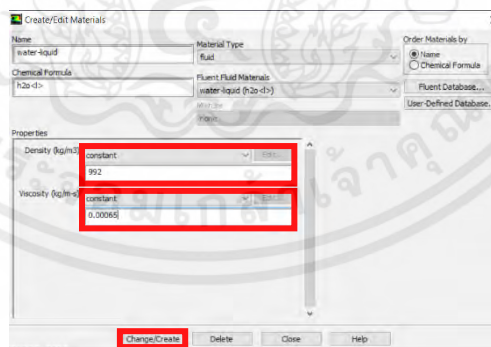 Create/Edit Materials
Name
water-liquid
Material Type
fluid
Order Materials by
Name
Chemical Formula
Chemical Formula
h2o<l>
Fluent Fluid Materials
water-liquid (h2o<l>)
Fluent Database...
Mixture
none
User-Defined Database.
Properties
Density (kg/m3)
constant
Edit...
992
Viscosity (kg/m-s)
constant
Edit...
0.00065
Change/Create
Delete
Close
Help